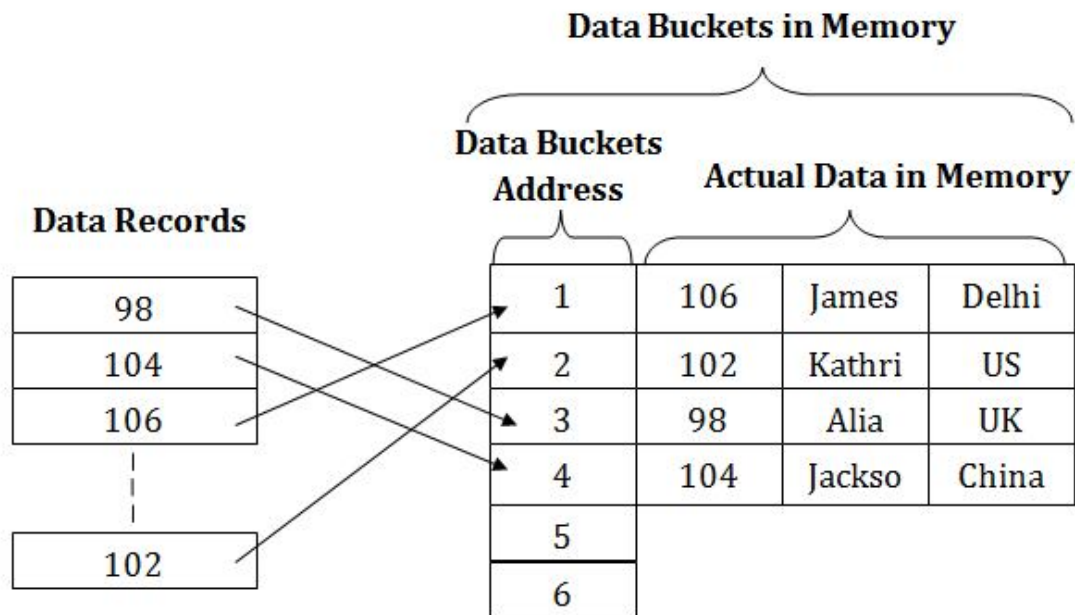 Data Buckets in Memory
Data Buckets
Address
Actual Data in Memory
Data Records
98
104
106
102
1 106 James Delhi
2 102 Kathri US
3 98 Alia UK
4 104 Jackso China
5
6